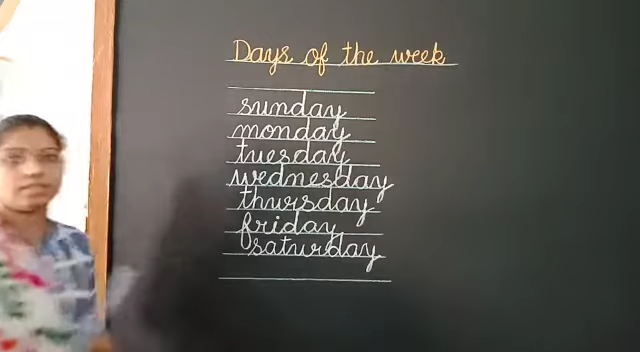 Days of the week
sunday
monday
tuesday
wednesday
thursday
friday
saturday